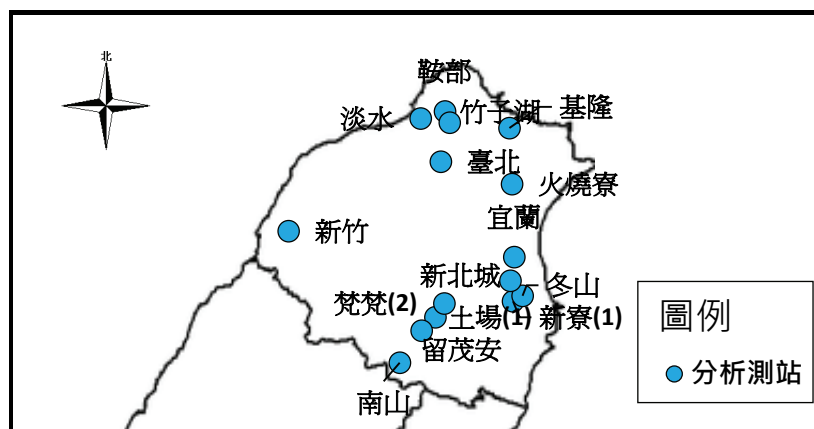 北
鞍部
竹子湖
基隆
淡水
臺北
火燒寮
宜蘭
新竹
新北城
冬山
梵梵(2)
土場(1)
新寮(1)
留茂安
南山
圖例
分析測站